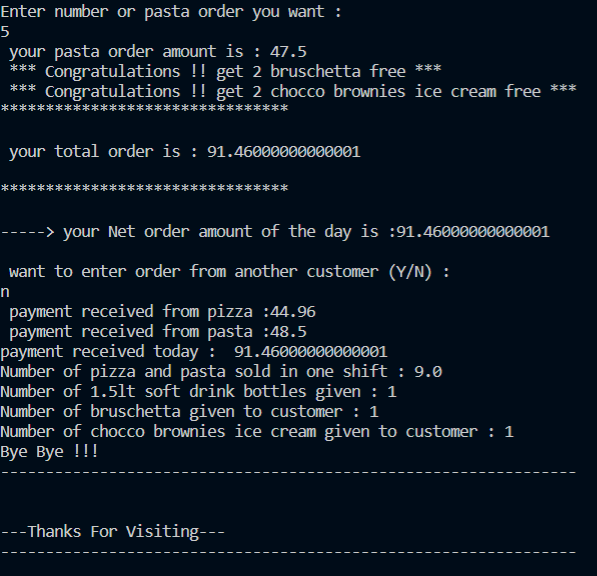 Enter number or pasta order you want :
5
 your pasta order amount is : 47.5
 *** Congratulations !! get 2 bruschetta free ***
 *** Congratulations !! get 2 chocco brownies ice cream free ***
********************************
 your total order is : 91.46000000000001
********************************
-----> your Net order amount of the day is :91.46000000000001
 want to enter order from another customer (Y/N) :
n
 payment received from pizza :44.96
 payment received from pasta :48.5
payment received today :  91.46000000000001
Number of pizza and pasta sold in one shift : 9.0
Number of 1.5lt soft drink bottles given : 1
Number of bruschetta given to customer : 1
Number of chocco brownies ice cream given to customer : 1
Bye Bye !!!
----------------------------------------------------------------
---Thanks For Visiting---
----------------------------------------------------------------